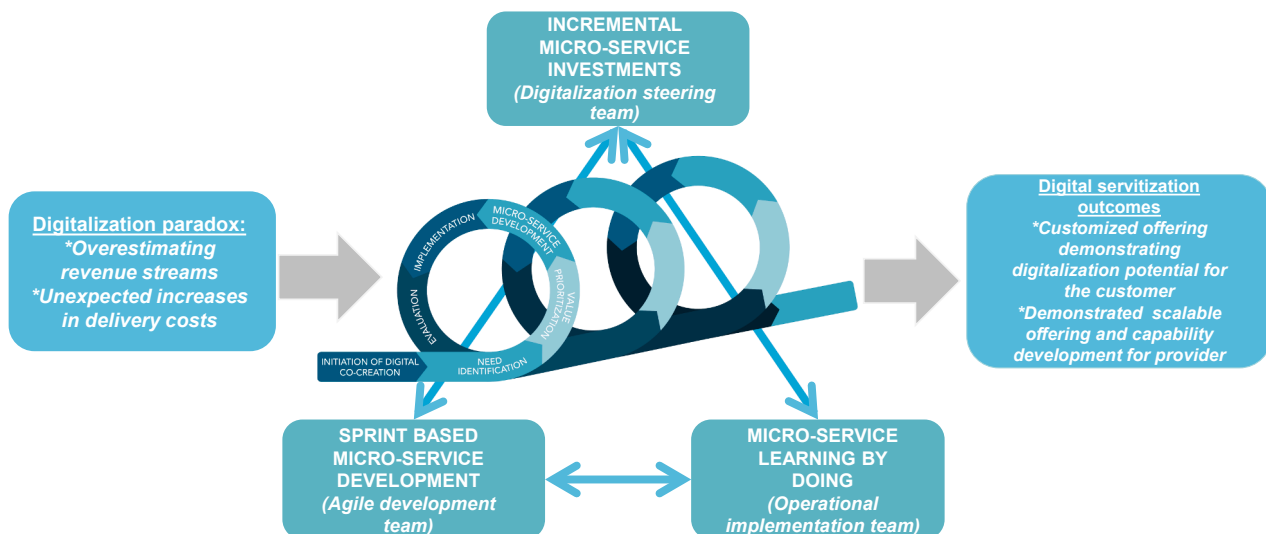 INCREMENTAL
MICRO-SERVICE
INVESTMENTS
(Digitalization steering
team)
Digitalization paradox:
*Overestimating
revenue streams
*Unexpected increases
in delivery costs
INITIATION OF DIGITAL
CO-CREATION
NEED
IDENTIFICATION
VALUE
PRIORITIZATION
MICRO-SERVICE
DEVELOPMENT
IMPLEMENTATION
EVALUATION
Digital servitization
outcomes
*Customized offering
demonstrating
digitalization potential for
the customer
*Demonstrated scalable
offering and capability
development for provider
SPRINT BASED
MICRO-SERVICE
DEVELOPMENT
(Agile development
team)
MICRO-SERVICE
LEARNING BY
DOING
(Operational
implementation team)